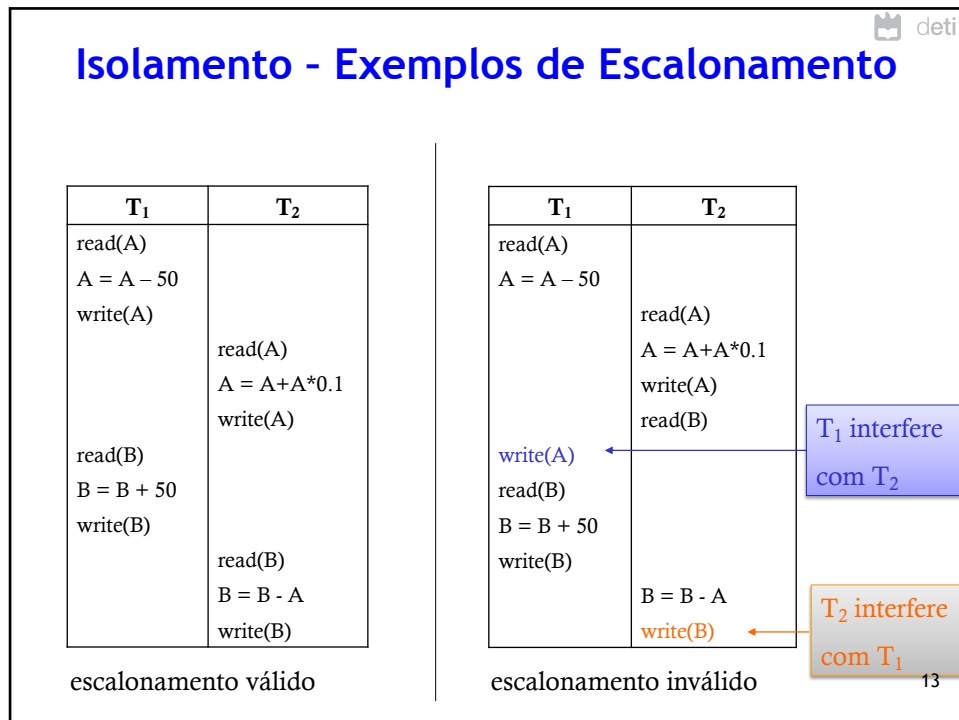 deti
Isolamento – Exemplos de Escalonamento
T1 T2
read(A)
A = A – 50
write(A)
read(A)
A = A+A*0.1
write(A)
read(B)
B = B + 50
write(B)
read(B)
B = B - A
write(B)
escalonamento válido
T1 T2
read(A)
A = A – 50
read(A)
A = A+A*0.1
write(A)
read(B)
write(A)
read(B)
B = B + 50
write(B)
B = B - A
write(B)
escalonamento inválido
T1 interfere
com T2
T2 interfere
com T1
13